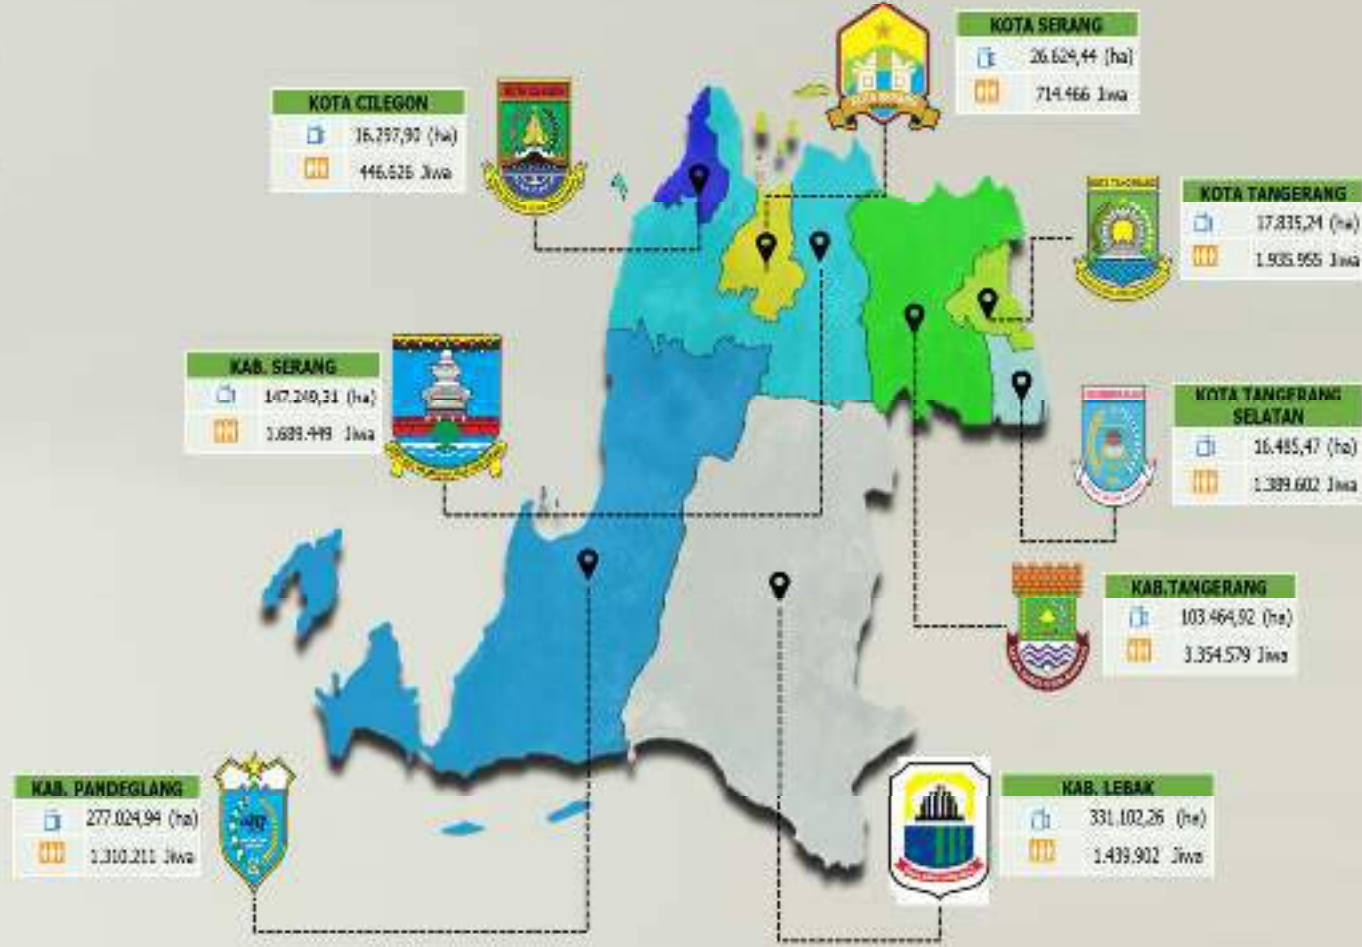 KOTA SERANG
26.624,44 (ha)
714.466 Jiwa
KOTA CILEGON
16.297,90 (ha)
446.626 Jiwa
KOTA TANGERANG
17.835,24 (ha)
1.935.955 Jiwa
KAB. SERANG
147.249,31 (ha)
1.689.449 Jiwa
KOTA TANGERANG
SELATAN
16.485,47 (ha)
1.389.602 Jiwa
KAB.TANGERANG
103.464,92 (ha)
3.354.579 Jiwa
KAB. PANDEGLANG
277.024,94 (ha)
1.310.211 Jiwa
KAB. LEBAK
331.102,26 (ha)
1.439.902 Jiwa